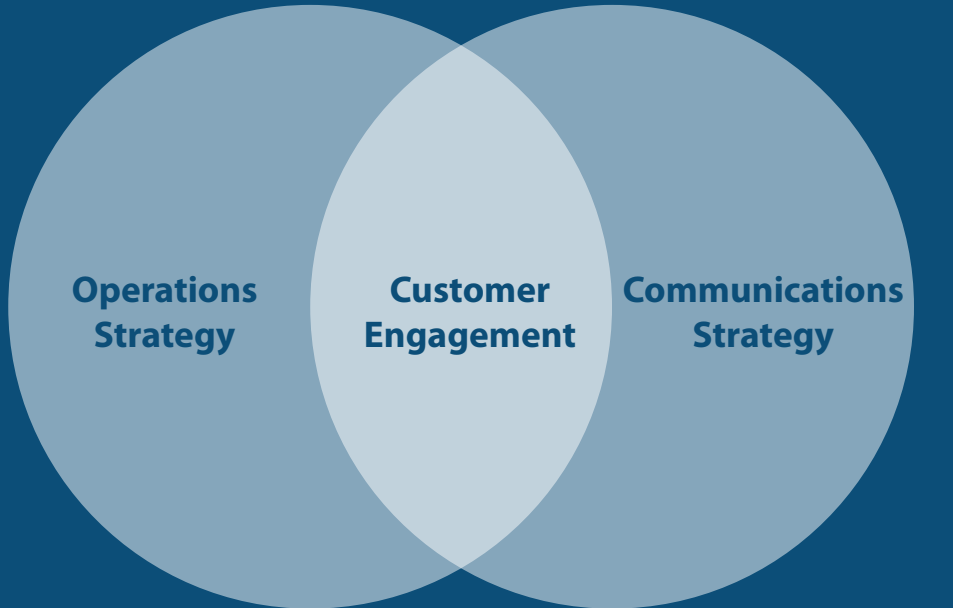 Operations
Strategy
Customer
Engagement
Communications
Strategy